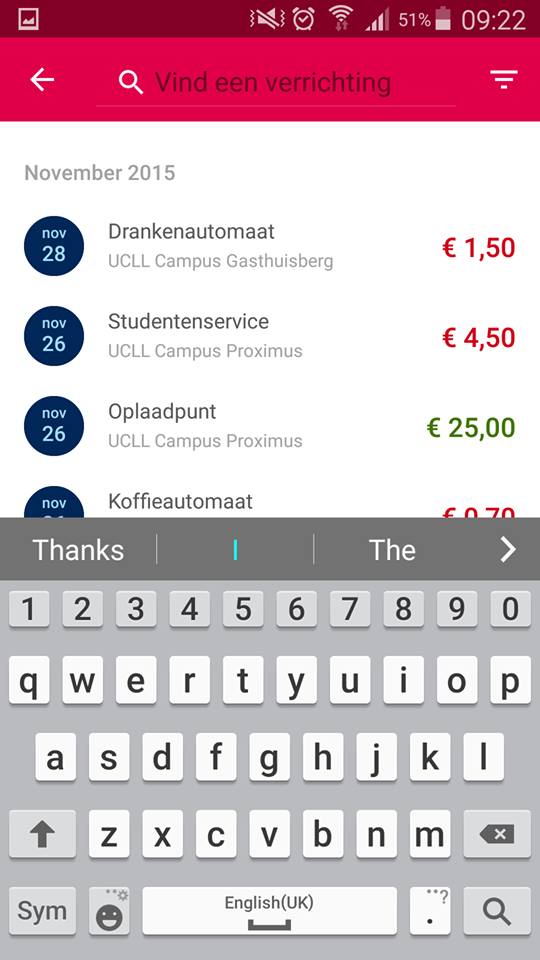 51% 09:22
Vind een verrichting
November 2015
nov
28
Drankenautomaat
UCLL Campus Gasthuisberg
€ 1,50
nov
26
Studentenservice
UCLL Campus Proximus
€ 4,50
nov
26
Oplaadpunt
UCLL Campus Proximus
€ 25,00
nov
Koffieautomaat
€ 0,70
Thanks I The
1 2 3 4 5 6 7 8 9 0
q w e r t y u i o p
a s d f g h j k l
z x c v b n m
Sym English(UK) . ?